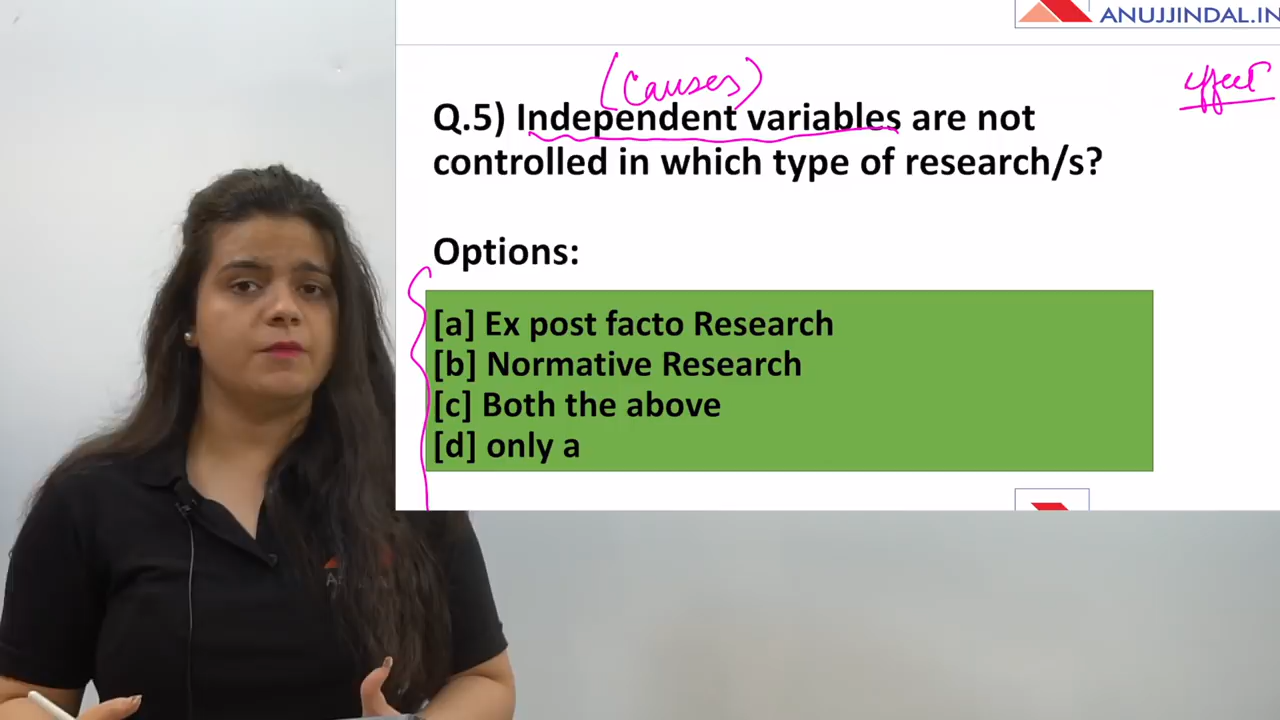 ANUJJINDAL.IN
(Causes)
effect
Q.5) Independent variables are not
controlled in which type of research/s?
Options:
[a] Ex post facto Research
[b] Normative Research
[c] Both the above
[d] only a